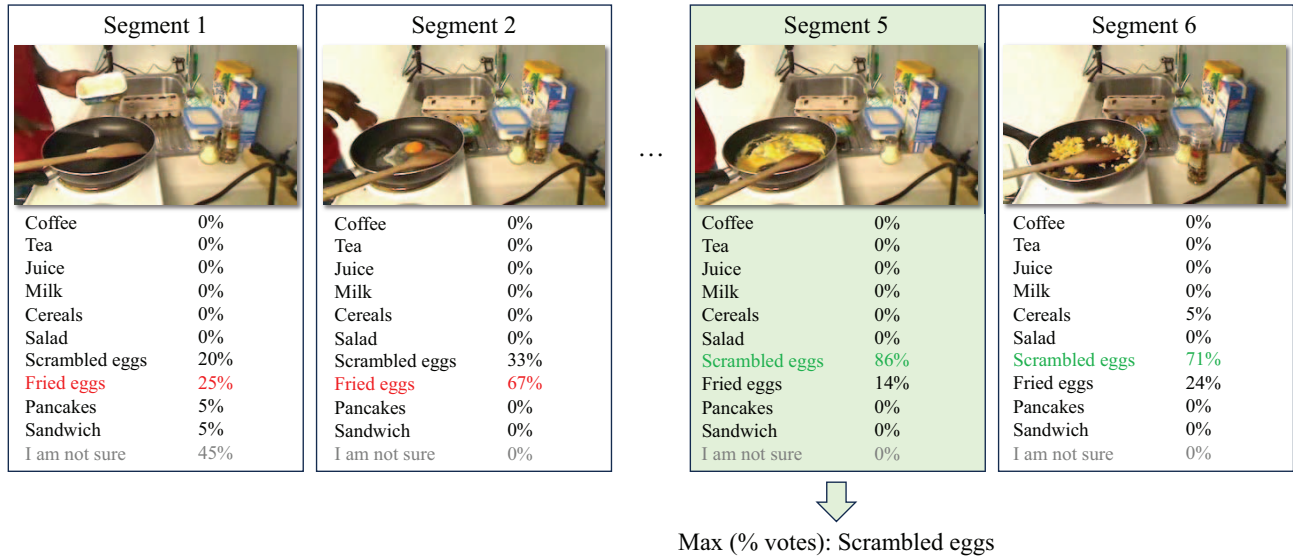 Segment 1
Coffee 0%
Tea 0%
Juice 0%
Milk 0%
Cereals 0%
Salad 0%
Scrambled eggs 20%
Fried eggs 25%
Pancakes 5%
Sandwich 5%
I am not sure 45%
Segment 2
Coffee 0%
Tea 0%
Juice 0%
Milk 0%
Cereals 0%
Salad 0%
Scrambled eggs 33%
Fried eggs 67%
Pancakes 0%
Sandwich 0%
I am not sure 0%
...
Segment 5
Coffee 0%
Tea 0%
Juice 0%
Milk 0%
Cereals 0%
Salad 0%
Scrambled eggs 86%
Fried eggs 14%
Pancakes 0%
Sandwich 0%
I am not sure 0%
Segment 6
Coffee 0%
Tea 0%
Juice 0%
Milk 0%
Cereals 5%
Salad 0%
Scrambled eggs 71%
Fried eggs 24%
Pancakes 0%
Sandwich 0%
I am not sure 0%
Max (% votes): Scrambled eggs